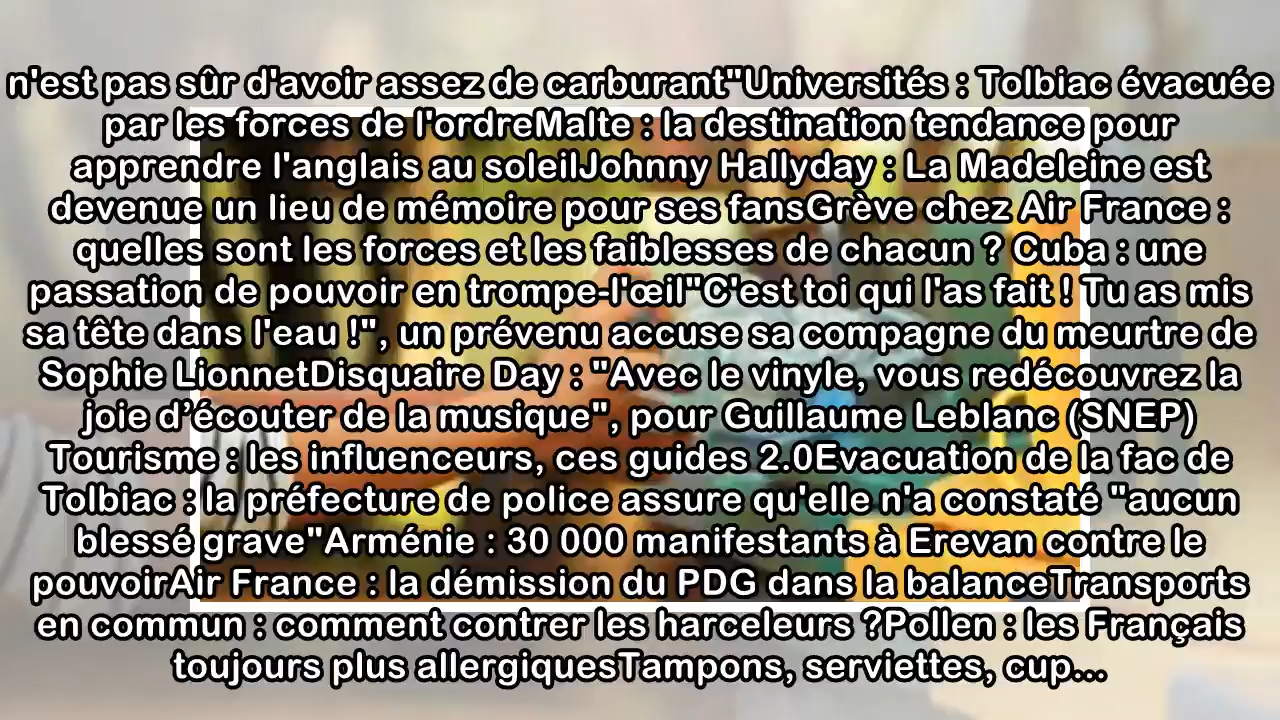 n'est pas sûr d'avoir assez de carburant"Universités : Tolbiac évacuée
par les forces de l'ordreMalte : la destination tendance pour
apprendre l'anglais au soleilJohnny Hallyday : La Madeleine est
devenue un lieu de mémoire pour ses fansGrève chez Air France :
quelles sont les forces et les faiblesses de chacun ? Cuba : une
passation de pouvoir en trompe-l'œil"C'est toi qui l'as fait ! Tu as mis
sa tête dans l'eau !", un prévenu accuse sa compagne du meurtre de
Sophie LionnetDisquaire Day : "Avec le vinyle, vous redécouvrez la
joie d’écouter de la musique", pour Guillaume Leblanc (SNEP)
Tourisme : les influenceurs, ces guides 2.0Evacuation de la fac de
Tolbiac : la préfecture de police assure qu'elle n'a constaté "aucun
blessé grave"Arménie : 30 000 manifestants à Erevan contre le
pouvoirAir France : la démission du PDG dans la balanceTransports
en commun : comment contrer les harceleurs ?Pollen : les Français
toujours plus allergiquesTampons, serviettes, cup...